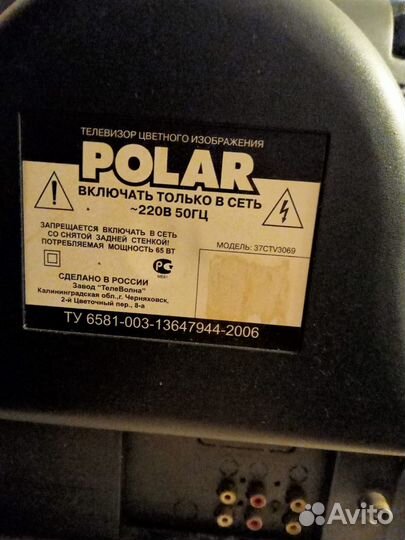 ТЕЛЕВИЗОР ЦВЕТНОГО ИЗОБРАЖЕНИЯ
POLAR
ВКЛЮЧАТЬ ТОЛЬКО В СЕТЬ
~220В 50ГЦ
ЗАПРЕЩАЕТСЯ ВКЛЮЧАТЬ В СЕТЬ
СО СНЯТОЙ ЗАДНЕЙ СТЕНКОЙ!
ПОТРЕБЛЯЕМАЯ МОЩНОСТЬ 65 ВТ
МОДЕЛЬ: 37CTV3069
СДЕЛАНО В РОССИИ
Завод "ТелеВолна"
Калининградская обл.,г. Черняховск,
2-й Цветочный пер., 8-а
ТУ 6581-003-13647944-2006
Avito